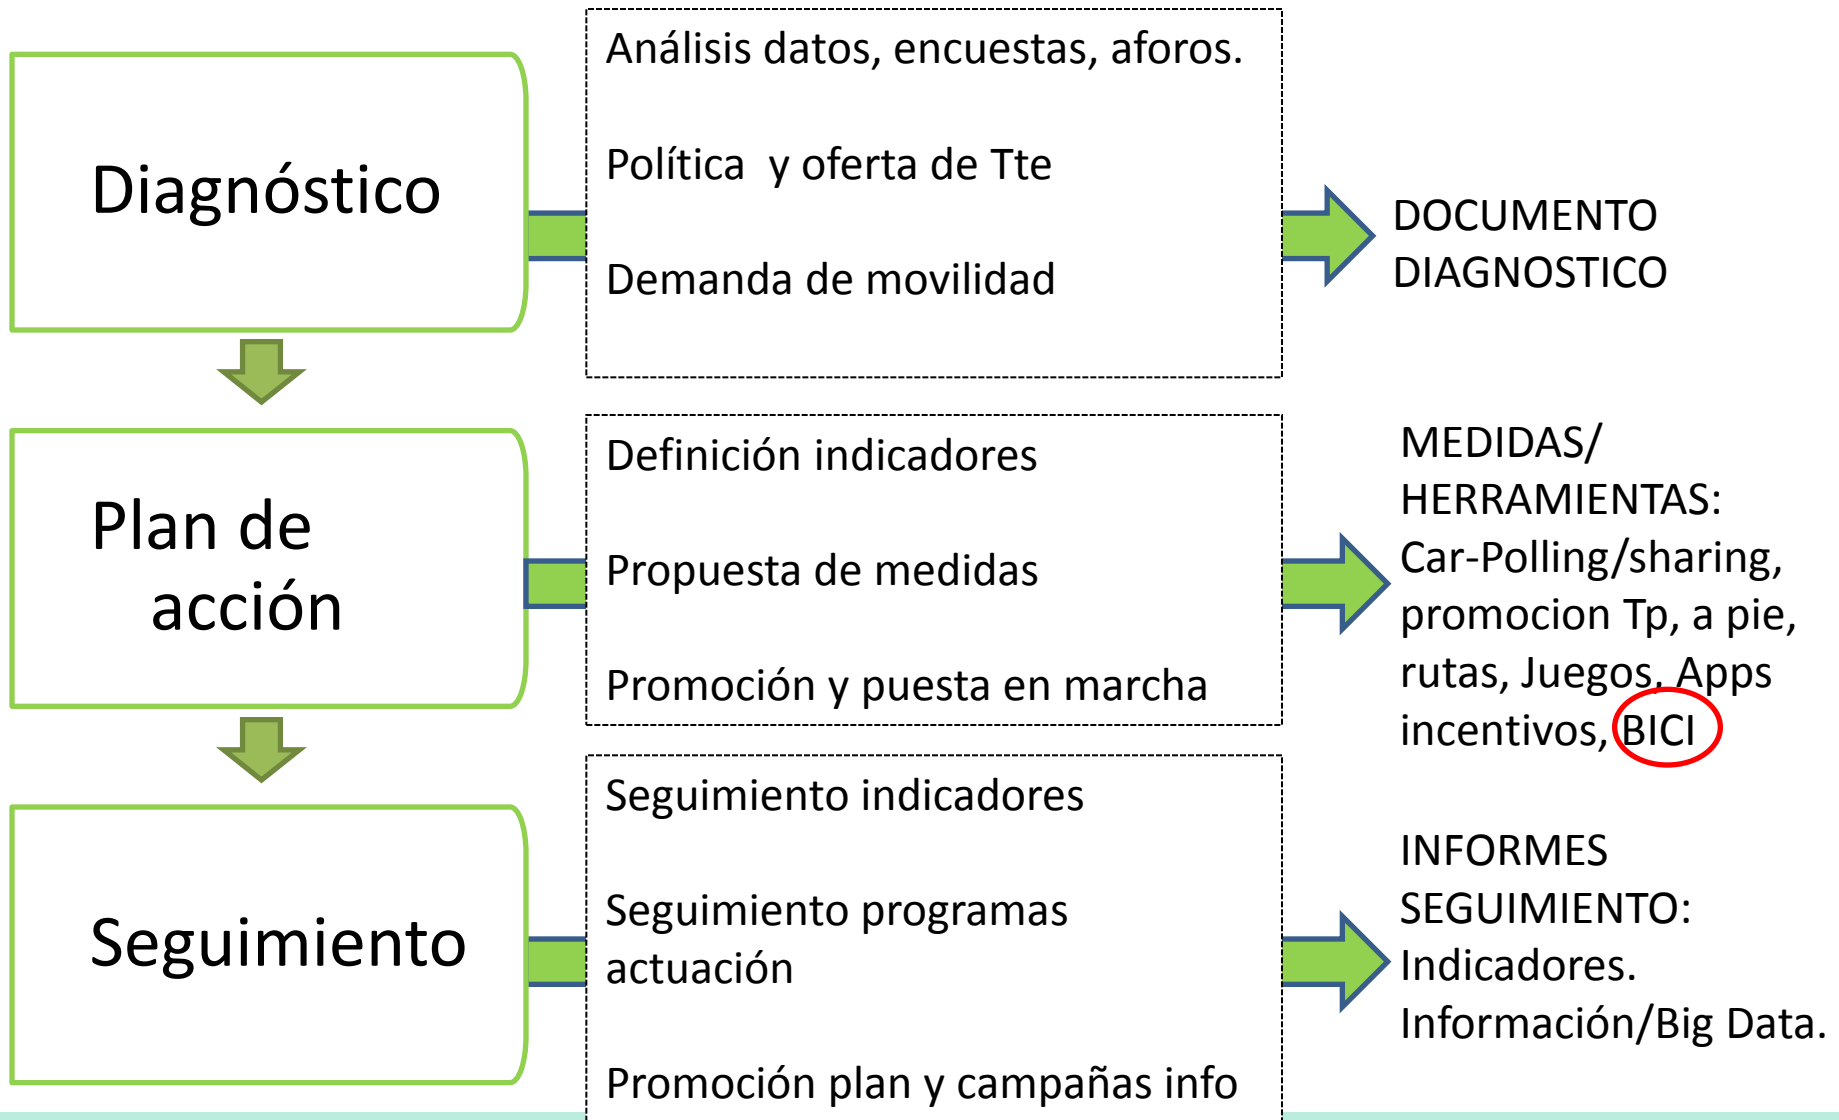 Diagnóstico
Análisis datos, encuestas, aforos.
Política y oferta de Tte
Demanda de movilidad
DOCUMENTO
DIAGNOSTICO
Plan de
acción
Definición indicadores
Propuesta de medidas
Promoción y puesta en marcha
MEDIDAS/
HERRAMIENTAS:
Car-Polling/sharing,
promocion Tp, a pie,
rutas, Juegos, Apps
incentivos, BICI
Seguimiento
Seguimiento indicadores
Seguimiento programas
actuación
Promoción plan y campañas info
INFORMES
SEGUIMIENTO:
Indicadores.
Información/Big Data.